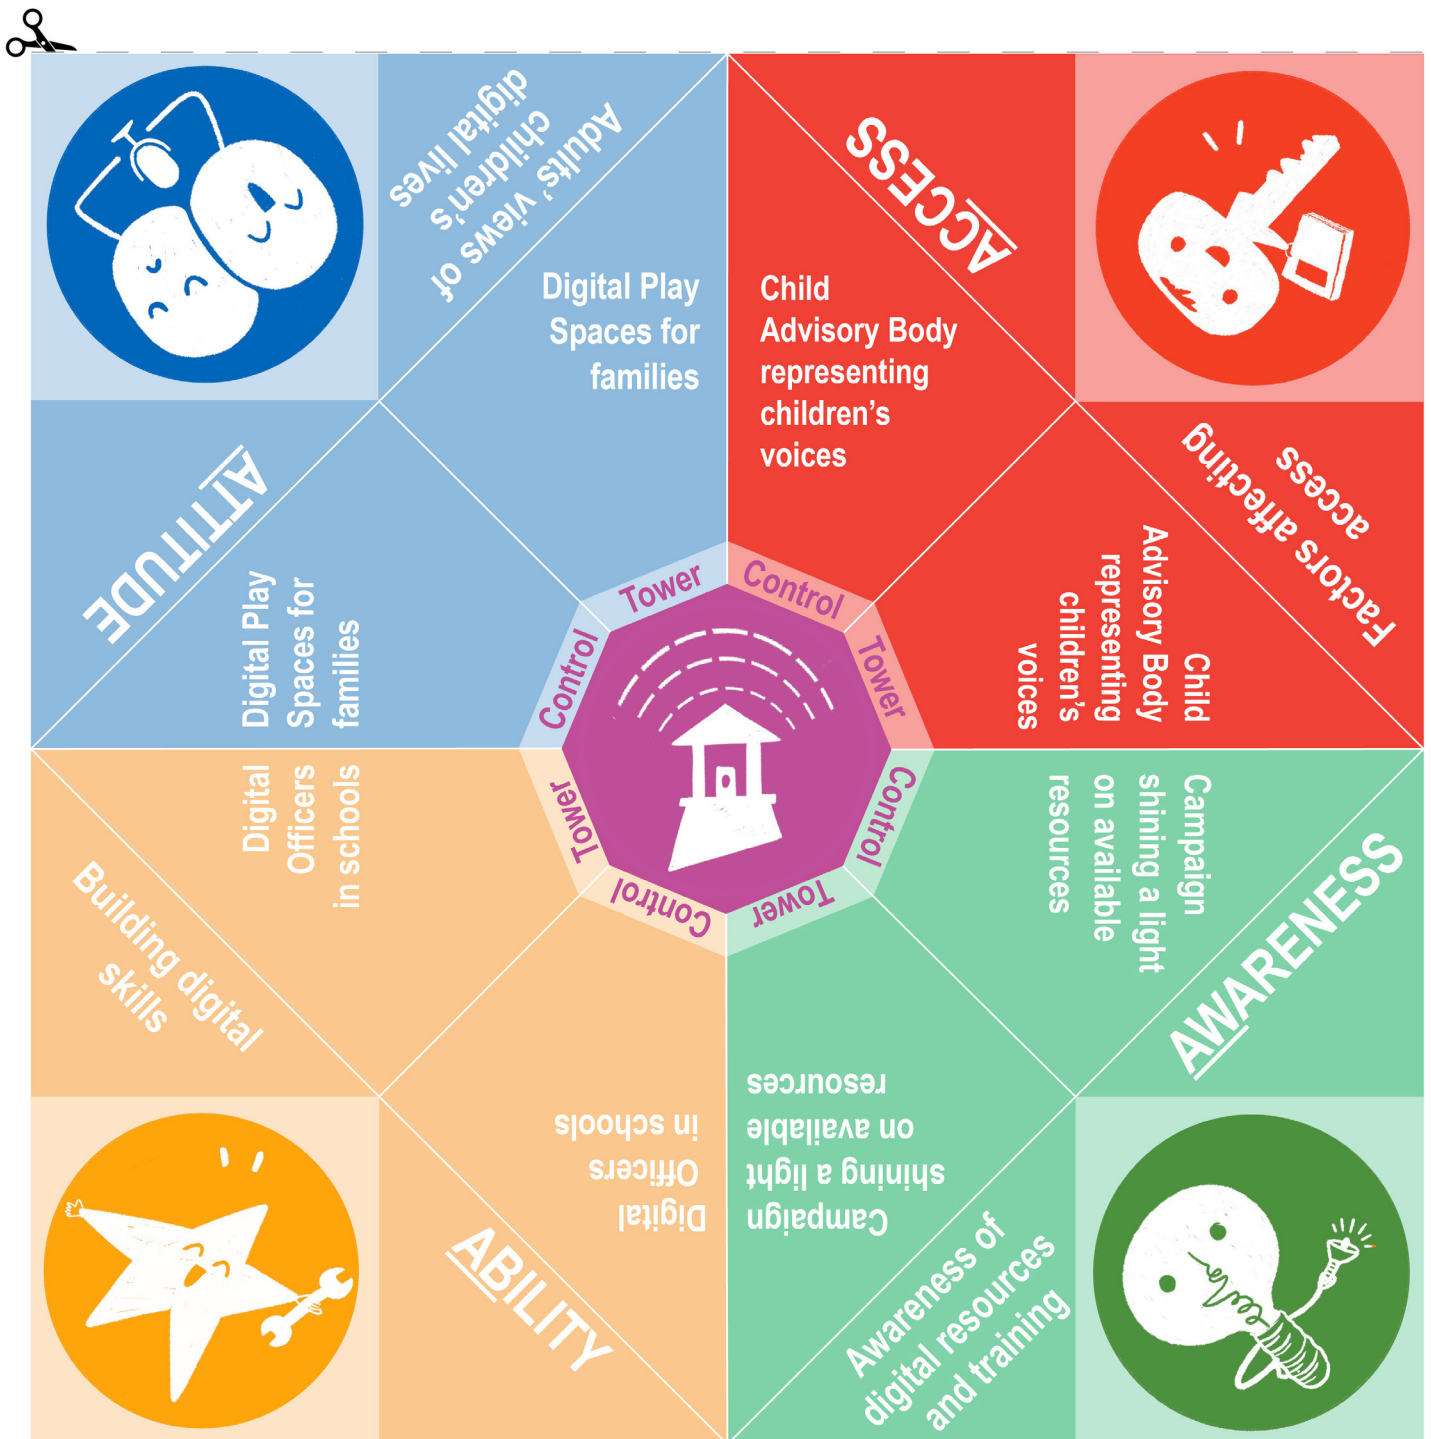 Adults' views of
children's
digital lives
Digital Play
Spaces for
families
ATTITUDE
Digital Play
Spaces for
families
ACCESS
Child
Advisory Body
representing
children’s
voices
Factors affecting
access
Child
Advisory Body
representing
children’s
voices
Control
Tower
Control
Tower
Control
Tower
Control
Tower
Campaign
shining a light
on available
resources
AWARENESS
Campaign
shining a light
on available
resources
Awareness of
digital resources
and training
Digital
Officers
in schools
ABILITY
Digital
Officers
in schools
Building digital
skills